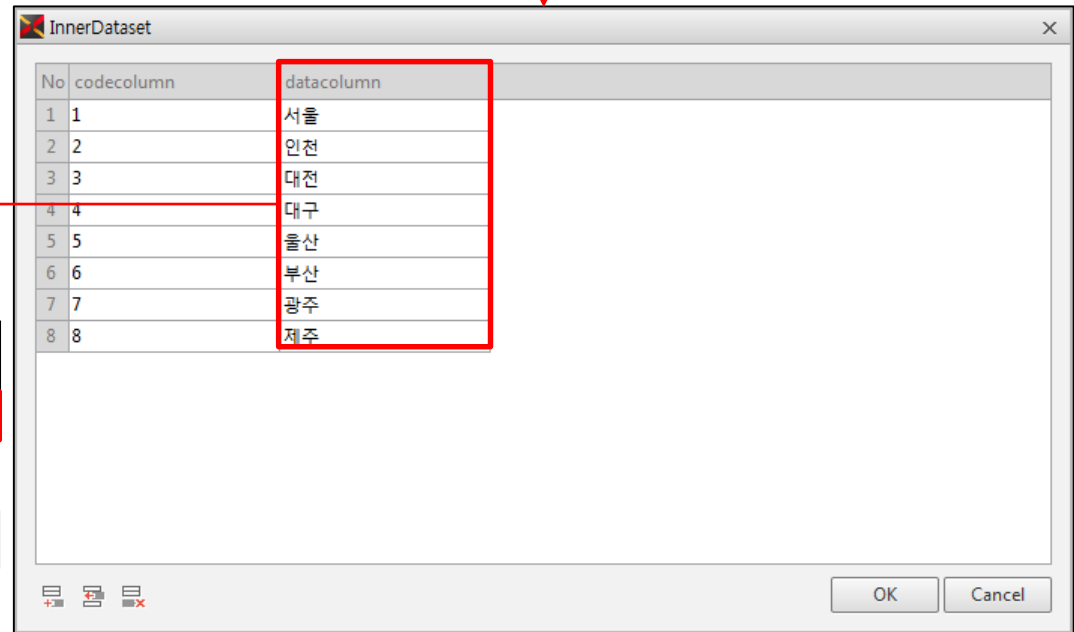 InnerDataset
No codecolumn datacolumn
1 1 서울
2 2 인천
3 3 대전
4 4 대구
5 5 울산
6 6 부산
7 7 광주
8 8 제주
OK Cancel